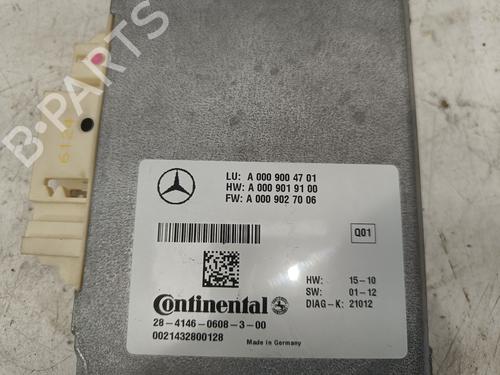 B-PARTS
6124
LU: A 000 900 47 01
HW: A 000 901 91 00
FW: A 000 902 70 06
Q01
HW: 15-10
SW: 01-12
DIAG-K: 21012
Continental
28-4146-0608-3-00
0021432800128
Made in Germany